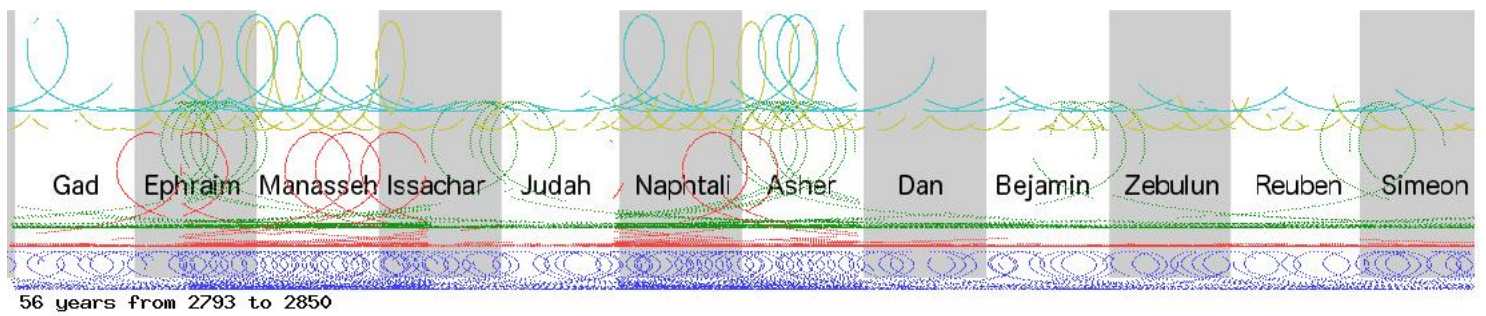 Gad Ephraim Manasseh Issachar Judah Naphtali Asher Dan Bejamin Zebulun Reuben Simeon
56 years from 2793 to 2850